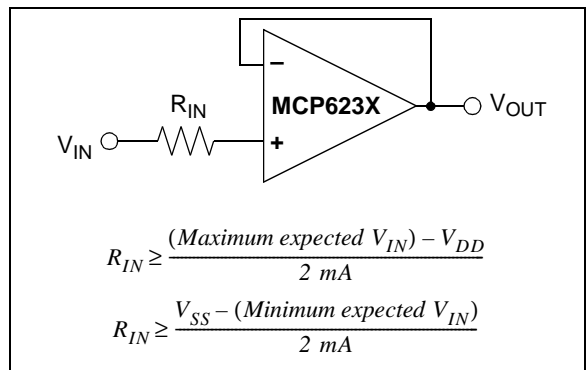 –
MCP623X
+
R_IN
V_IN
V_OUT
R_IN ≥ (Maximum expected V_IN) – V_DD / 2 mA
R_IN ≥ V_SS – (Minimum expected V_IN) / 2 mA